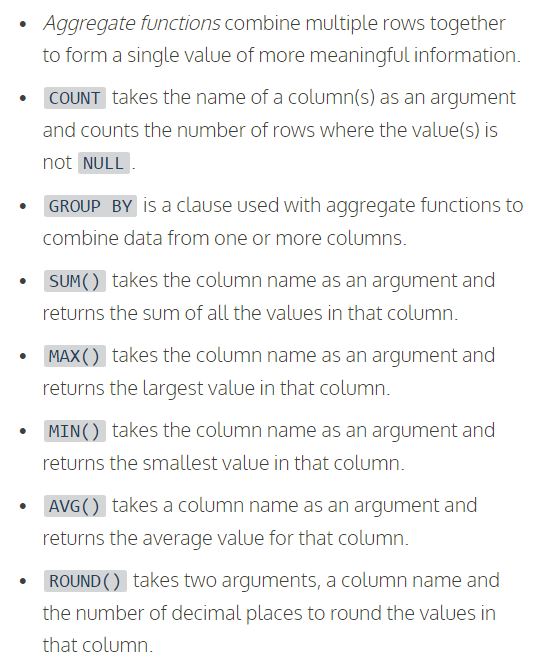 • Aggregate functions combine multiple rows together
to form a single value of more meaningful information.
• COUNT takes the name of a column(s) as an argument
and counts the number of rows where the value(s) is
not NULL.
• GROUP BY is a clause used with aggregate functions to
combine data from one or more columns.
• SUM() takes the column name as an argument and
returns the sum of all the values in that column.
• MAX() takes the column name as an argument and
returns the largest value in that column.
• MIN() takes the column name as an argument and
returns the smallest value in that column.
• AVG() takes a column name as an argument and
returns the average value for that column.
• ROUND() takes two arguments, a column name and
the number of decimal places to round the values in
that column.